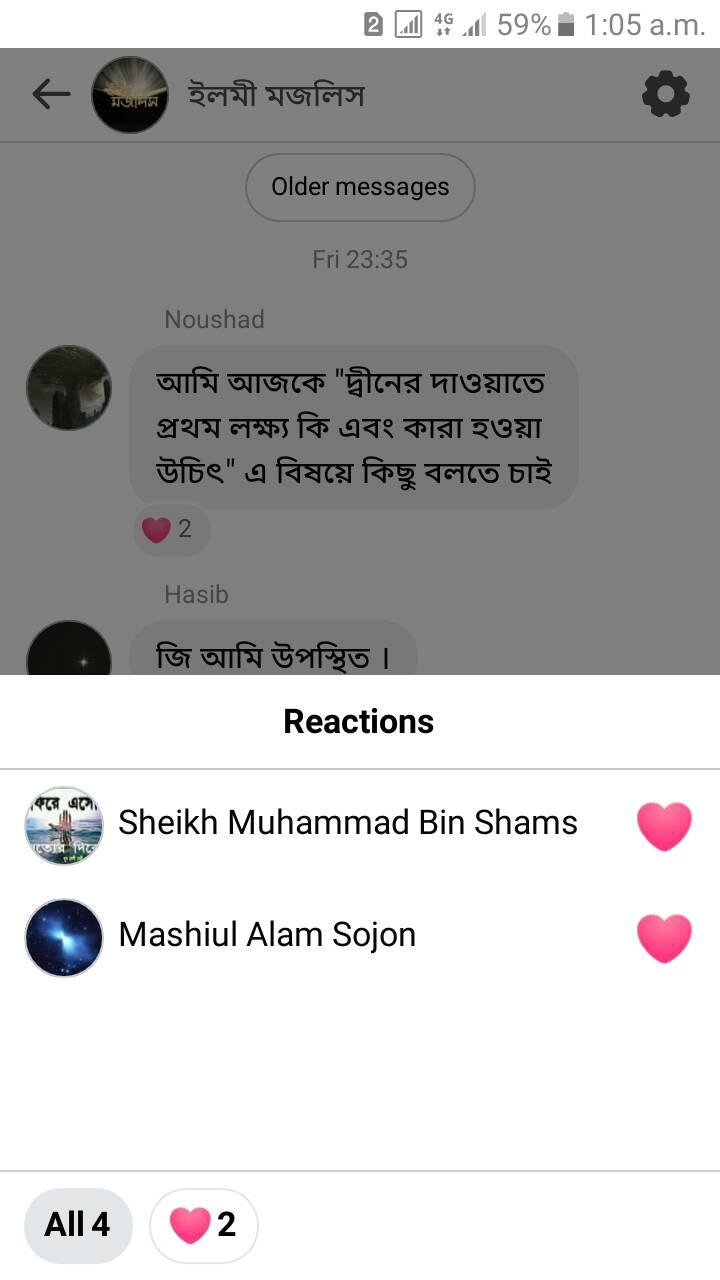 2 4G 59% 1:05 a.m.
মজলিস
ইলমী মজলিস
Older messages
Fri 23:35
Noushad
আমি আজকে "দ্বীনের দাওয়াতে
প্রথম লক্ষ্য কি এবং কারা হওয়া
উচিৎ" এ বিষয়ে কিছু বলতে চাই
2
Hasib
জি আমি উপস্থিত ।
Reactions
Sheikh Muhammad Bin Shams
Mashiul Alam Sojon
All 4
2